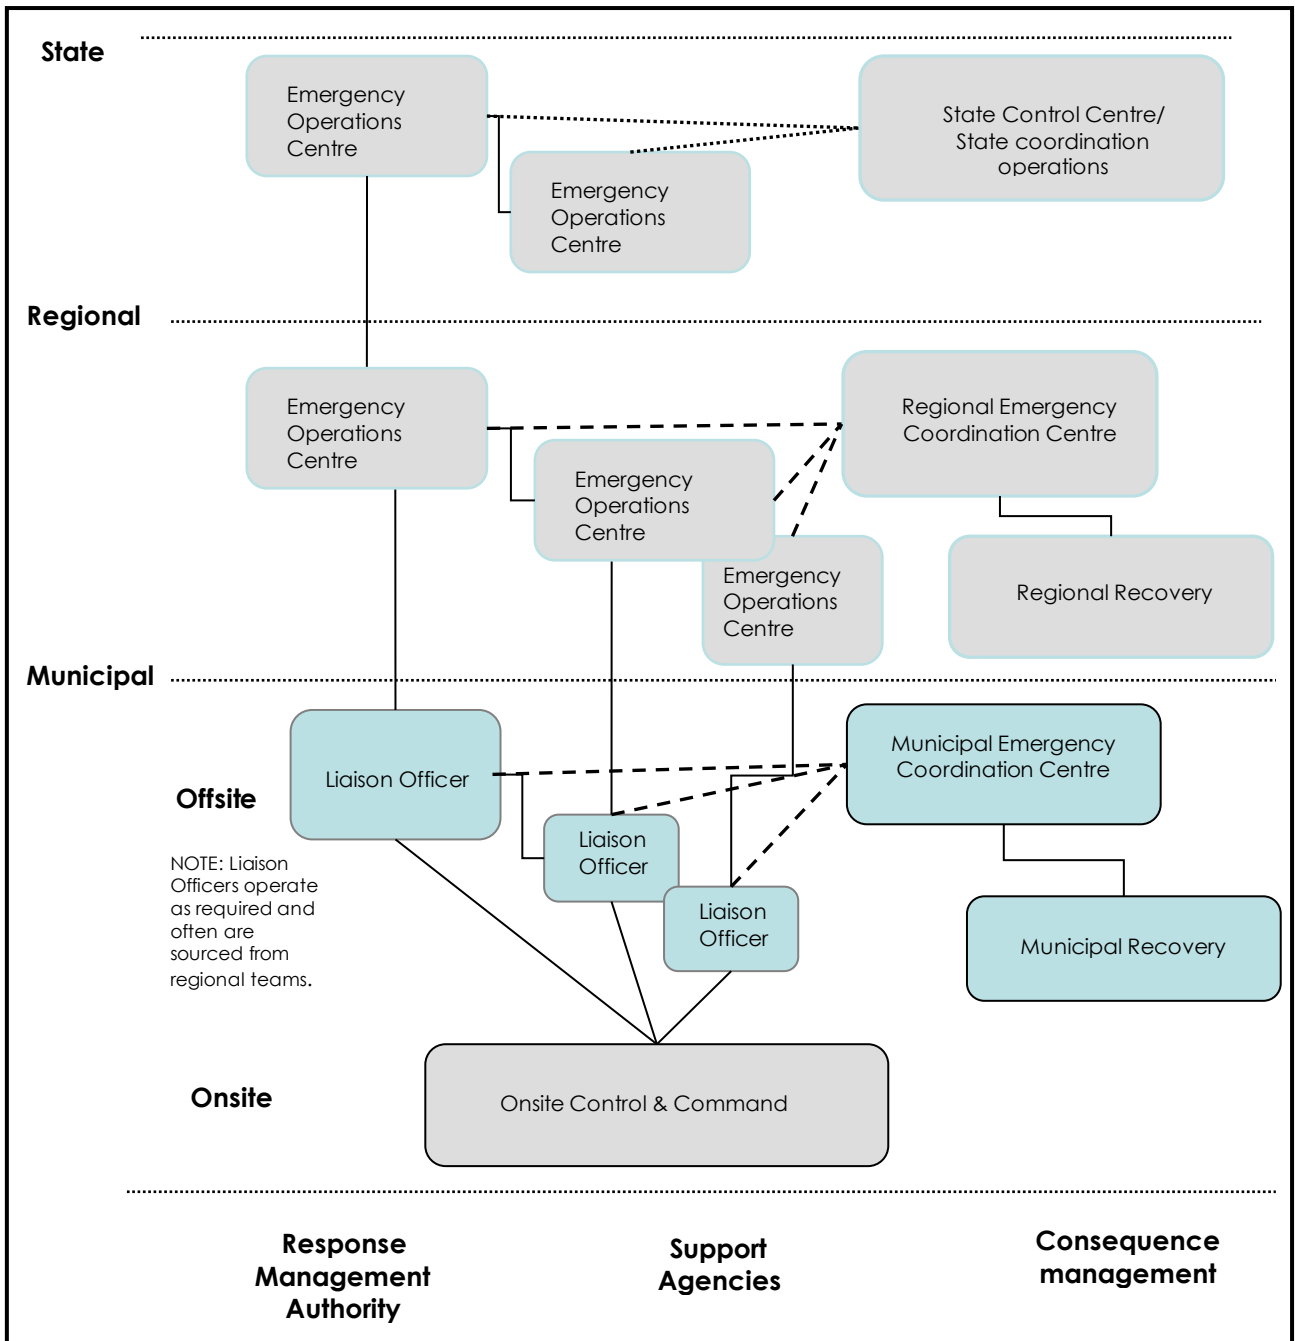 State
Emergency
Operations
Centre
State Control Centre/
State coordination
operations
Emergency
Operations
Centre
Regional
Emergency
Operations
Centre
Regional Emergency
Coordination Centre
Emergency
Operations
Centre
Emergency
Operations
Centre
Regional Recovery
Municipal
Liaison Officer
Municipal Emergency
Coordination Centre
Offsite
NOTE: Liaison
Officers operate
as required and
often are
sourced from
regional teams.
Liaison
Officer
Liaison
Officer
Municipal Recovery
Onsite
Onsite Control & Command
Response
Management
Authority
Support
Agencies
Consequence
management